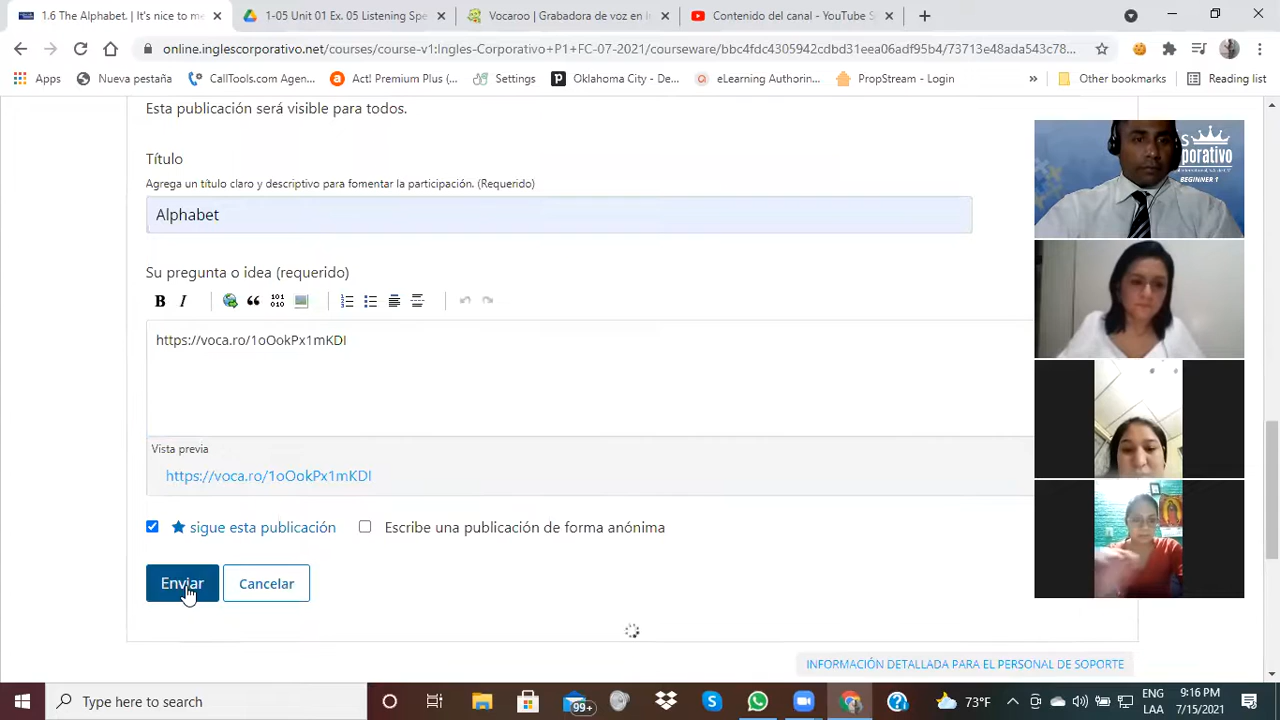 1.6 The Alphabet. | It's nice to me
1-05 Unit 01 Ex. 05 Listening Spe
Vocaroo | Grabadora de voz en l
Contenido del canal - YouTube S
online.inglescorporativo.net/courses/course-v1:Ingles-Corporativo+P1+FC-07-2021/courseware/bbc4fdc4305942cdbd31eea06adf95b4/73713e48ada543c78...
Apps
Nueva pestaña
CallTools.com Agen...
Act! Premium Plus (...
Settings
Oklahoma City - De...
eLearning Authorin...
PropStream - Login
»
Other bookmarks
Reading list
Esta publicación será visible para todos.
Título
Agrega un título claro y descriptivo para fomentar la participación. (Requerido)
Alphabet
Su pregunta o idea (requerido)
B I
https://voca.ro/1oOokPx1mKDI
Vista previa
https://voca.ro/1oOokPx1mKDI
sigue esta publicación
Escriba una publicación de forma anónima
Enviar
Cancelar
INFORMACIÓN DETALLADA PARA EL PERSONAL DE SOPORTE
S
porativo
BEGINNER 1
Type here to search
99+
73°F
ENG
LAA
9:16 PM
7/15/2021